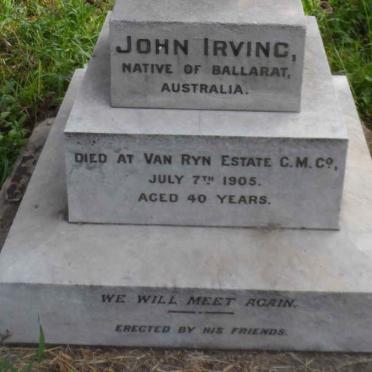 JOHN IRVING,
NATIVE OF BALLARAT,
AUSTRALIA.
DIED AT VAN RYN ESTATE G.M.CO,
JULY 7TH 1905.
AGED 40 YEARS.
WE WILL MEET AGAIN.
ERECTED BY HIS FRIENDS.